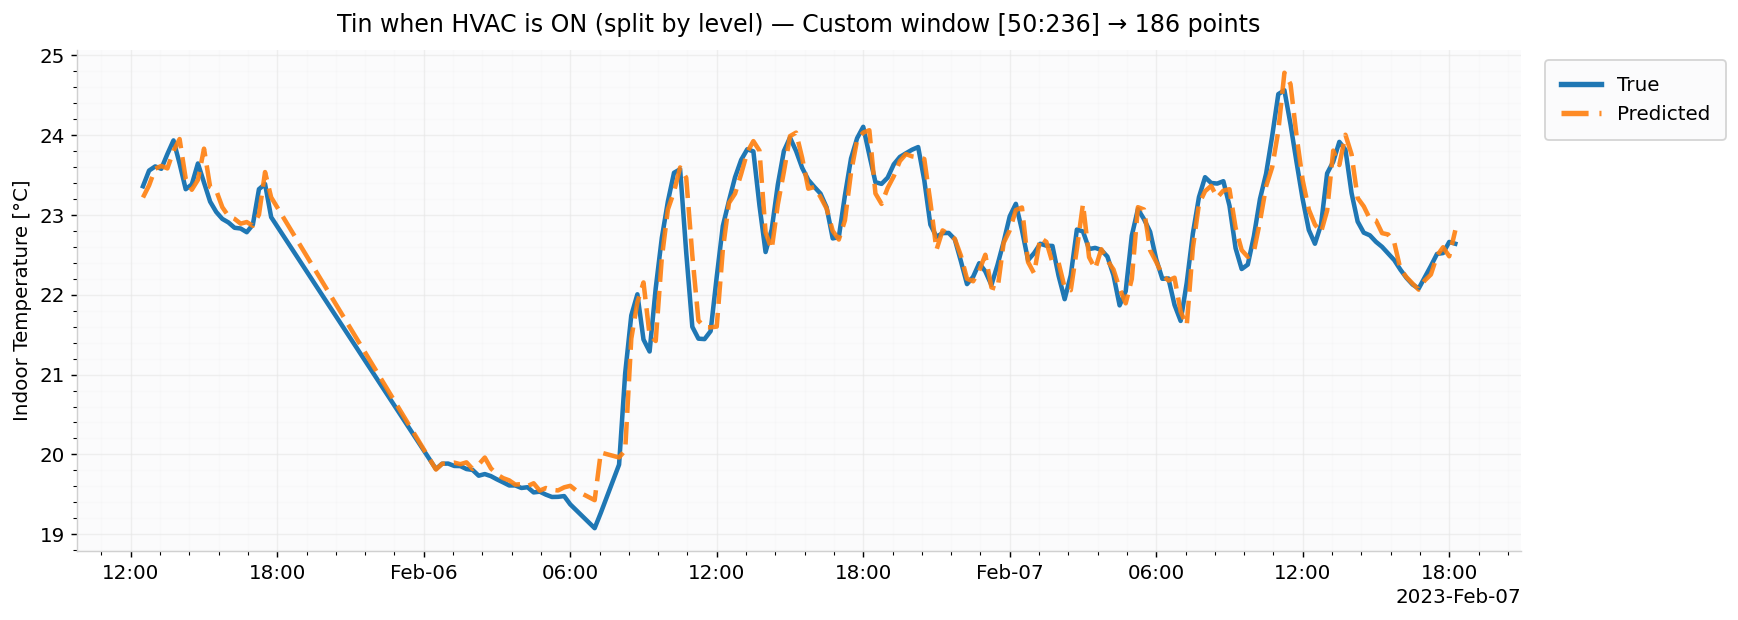 Tin when HVAC is ON (split by level) — Custom window [50:236] → 186 points
True
Predicted
Indoor Temperature [°C]
25
24
23
22
21
20
19
12:00 18:00 Feb-06 06:00 12:00 18:00 Feb-07 06:00 12:00 18:00
2023-Feb-07